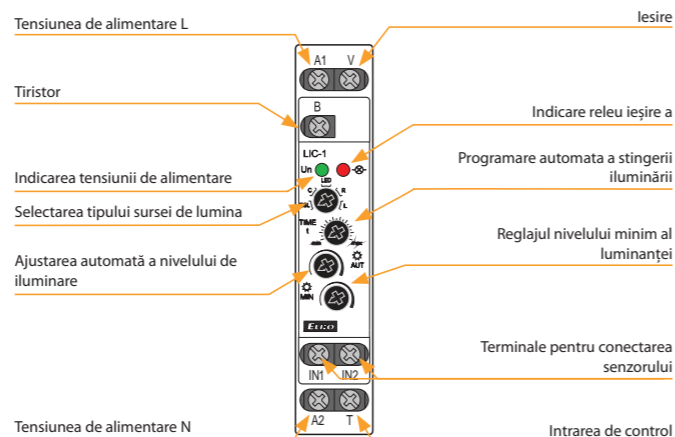 Tensiunea de alimentare L
Iesire
A1 V
Tiristor
B
Indicare releu ieșire a
LIC-1
Un
LED
Indicarea tensiunii de alimentare
Programare automata a stingerii
iluminării
C R
L
Selectarea tipului sursei de lumina
TIME
t
Reglajul nivelului minim al
luminanței
Ajustarea automată a nivelului de
iluminare
AUT
MIN
ELKO
Terminale pentru conectarea
senzorului
IN1 IN2
A2 T
Tensiunea de alimentare N
Intrarea de control